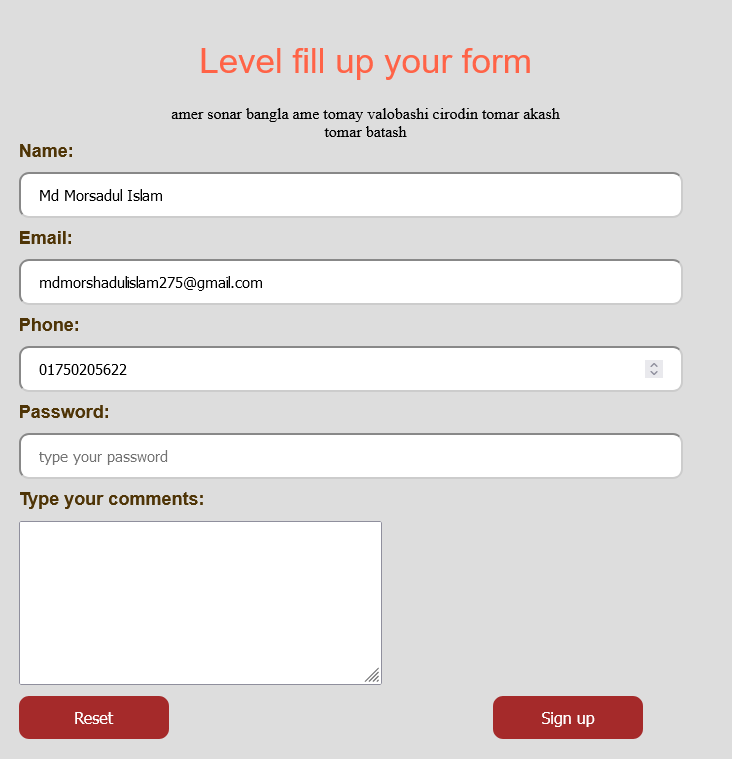 Level fill up your form
amer sonar bangla ame tomay valobashi cirodin tomar akash
tomar batash
Name:
Md Morsadul Islam
Email:
mdmorshadulislam275@gmail.com
Phone:
01750205622
Password:
type your password
Type your comments:
Reset
Sign up